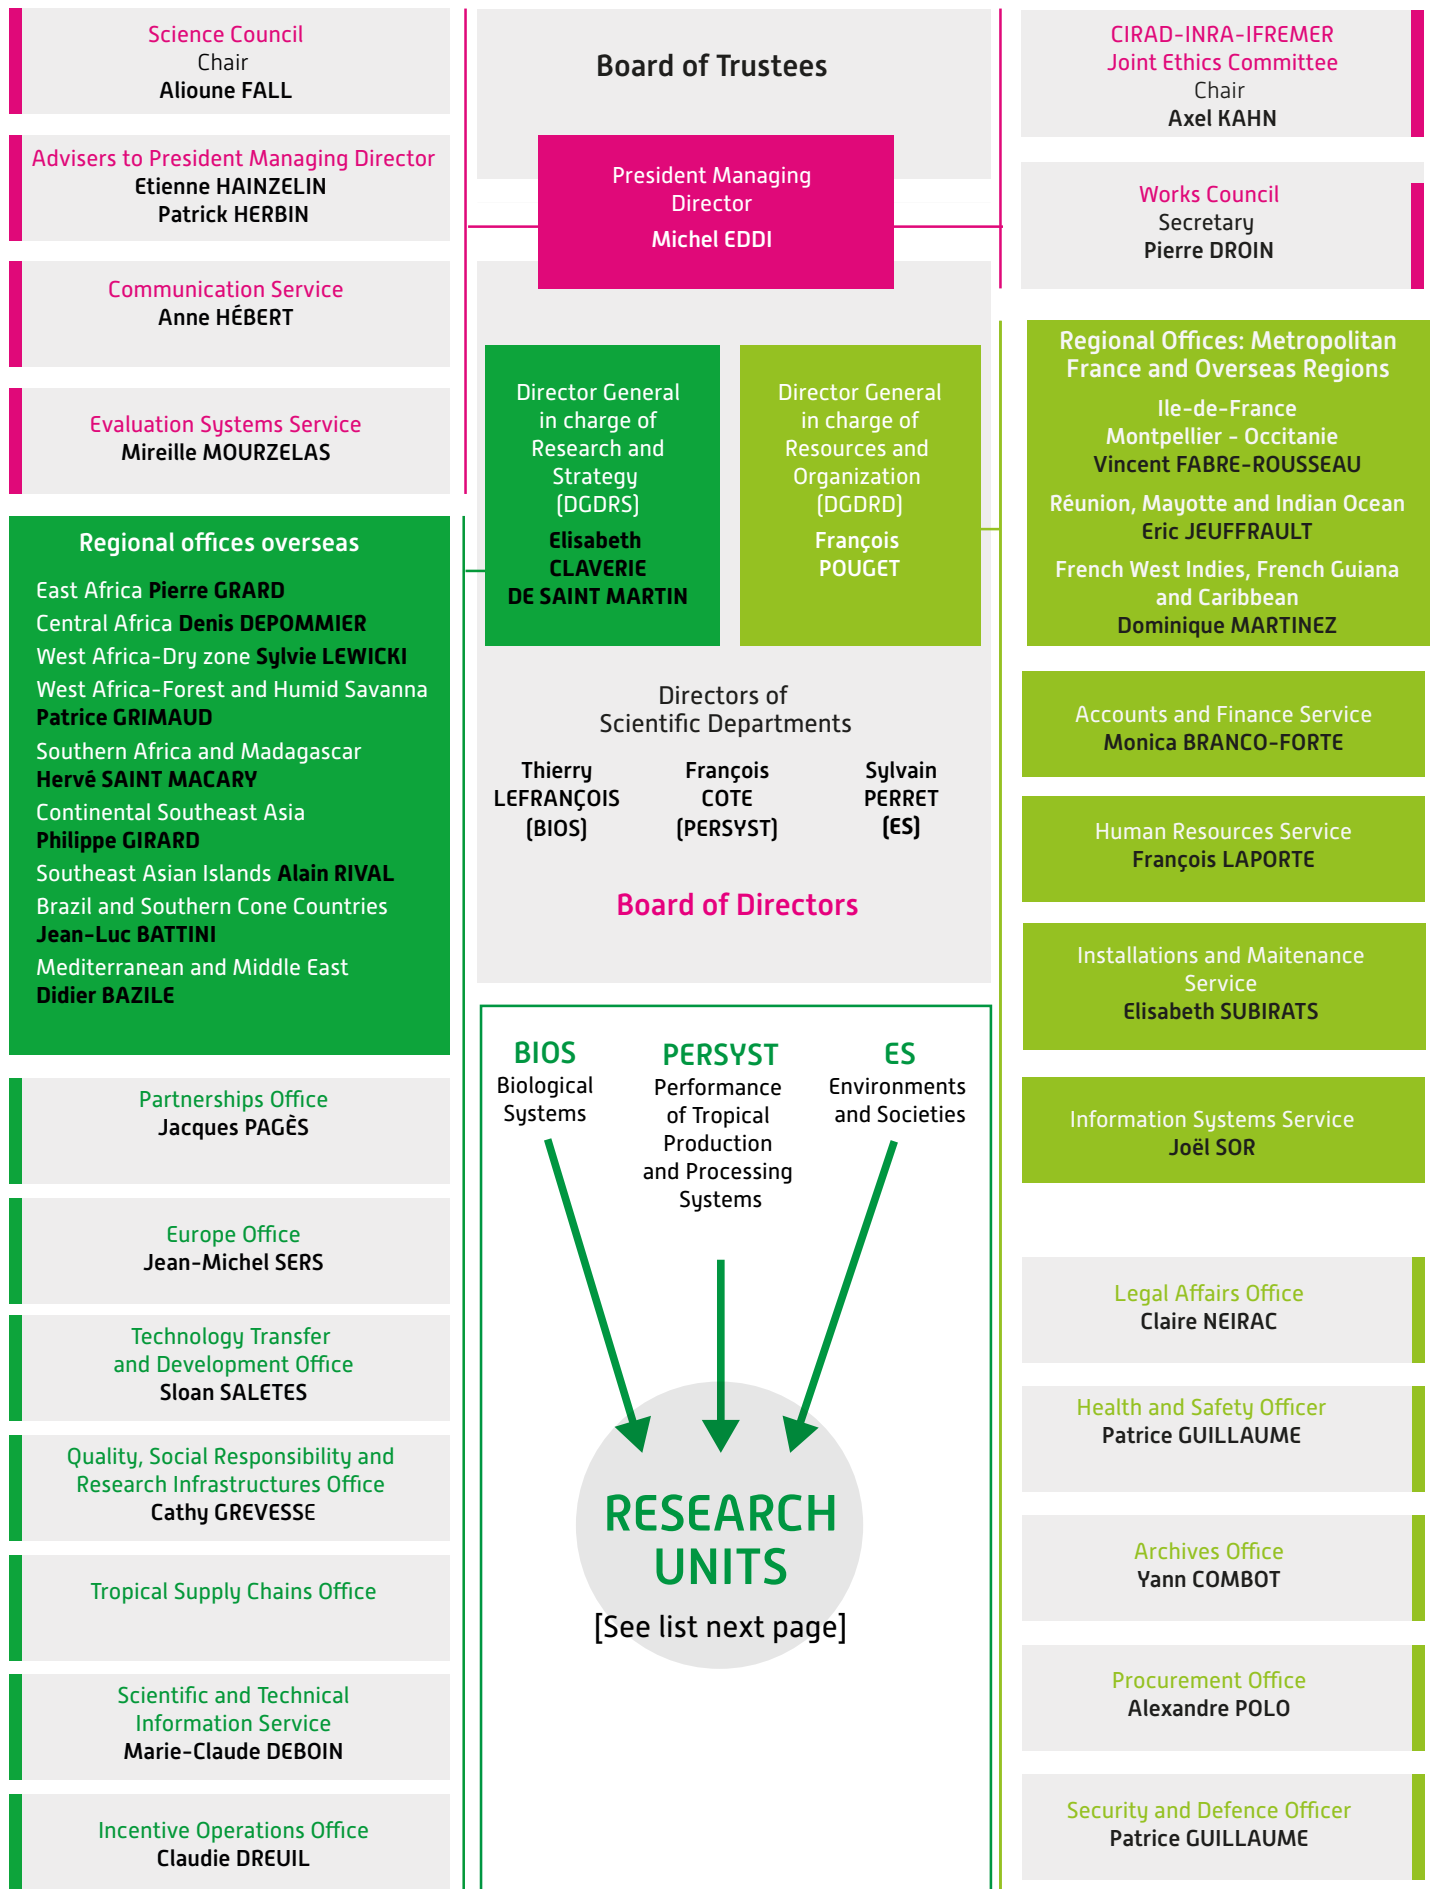 Science Council
Chair
Alioune FALL
Advisers to President Managing Director
Etienne HAINZELIN
Patrick HERBIN
Communication Service
Anne HÉBERT
Evaluation Systems Service
Mireille MOURZELAS
Board of Trustees
President Managing
Director
Michel EDDI
CIRAD-INRA-IFREMER
Joint Ethics Committee
Chair
Axel KAHN
Works Council
Secretary
Pierre DROIN
Director General
in charge of
Research and
Strategy
(DGDRS)
Elisabeth
CLAVERIE
DE SAINT MARTIN
Director General
in charge of
Resources and
Organization
(DGDRD)
François
POUGET
Directors of
Scientific Departments
Thierry
LEFRANÇOIS
(BIOS)
François
COTE
(PERSYST)
Sylvain
PERRET
(ES)
Board of Directors
Regional offices overseas
East Africa Pierre GRARD
Central Africa Denis DEPOMMIER
West Africa-Dry zone Sylvie LEWICKI
West Africa-Forest and Humid Savanna
Patrice GRIMAUD
Southern Africa and Madagascar
Hervé SAINT MACARY
Continental Southeast Asia
Philippe GIRARD
Southeast Asian Islands Alain RIVAL
Brazil and Southern Cone Countries
Jean-Luc BATTINI
Mediterranean and Middle East
Didier BAZILE
Partnerships Office
Jacques PAGÈS
Europe Office
Jean-Michel SERS
Technology Transfer
and Development Office
Sloan SALETES
Quality, Social Responsibility and
Research Infrastructures Office
Cathy GREVESSE
Tropical Supply Chains Office
Scientific and Technical
Information Service
Marie-Claude DEBOIN
Incentive Operations Office
Claudie DREUIL
BIOS
Biological
Systems
PERSYST
Performance
of Tropical
Production
and Processing
Systems
ES
Environments
and Societies
RESEARCH
UNITS
[See list next page]
Regional Offices: Metropolitan
France and Overseas Regions
Ile-de-France
Montpellier - Occitanie
Vincent FABRE-ROUSSEAU
Réunion, Mayotte and Indian Ocean
Eric JEUFFRAULT
French West Indies, French Guiana
and Caribbean
Dominique MARTINEZ
Accounts and Finance Service
Monica BRANCO-FORTE
Human Resources Service
François LAPORTE
Installations and Maitenance
Service
Elisabeth SUBIRATS
Information Systems Service
Joël SOR
Legal Affairs Office
Claire NEIRAC
Health and Safety Officer
Patrice GUILLAUME
Archives Office
Yann COMBOT
Procurement Office
Alexandre POLO
Security and Defence Officer
Patrice GUILLAUME